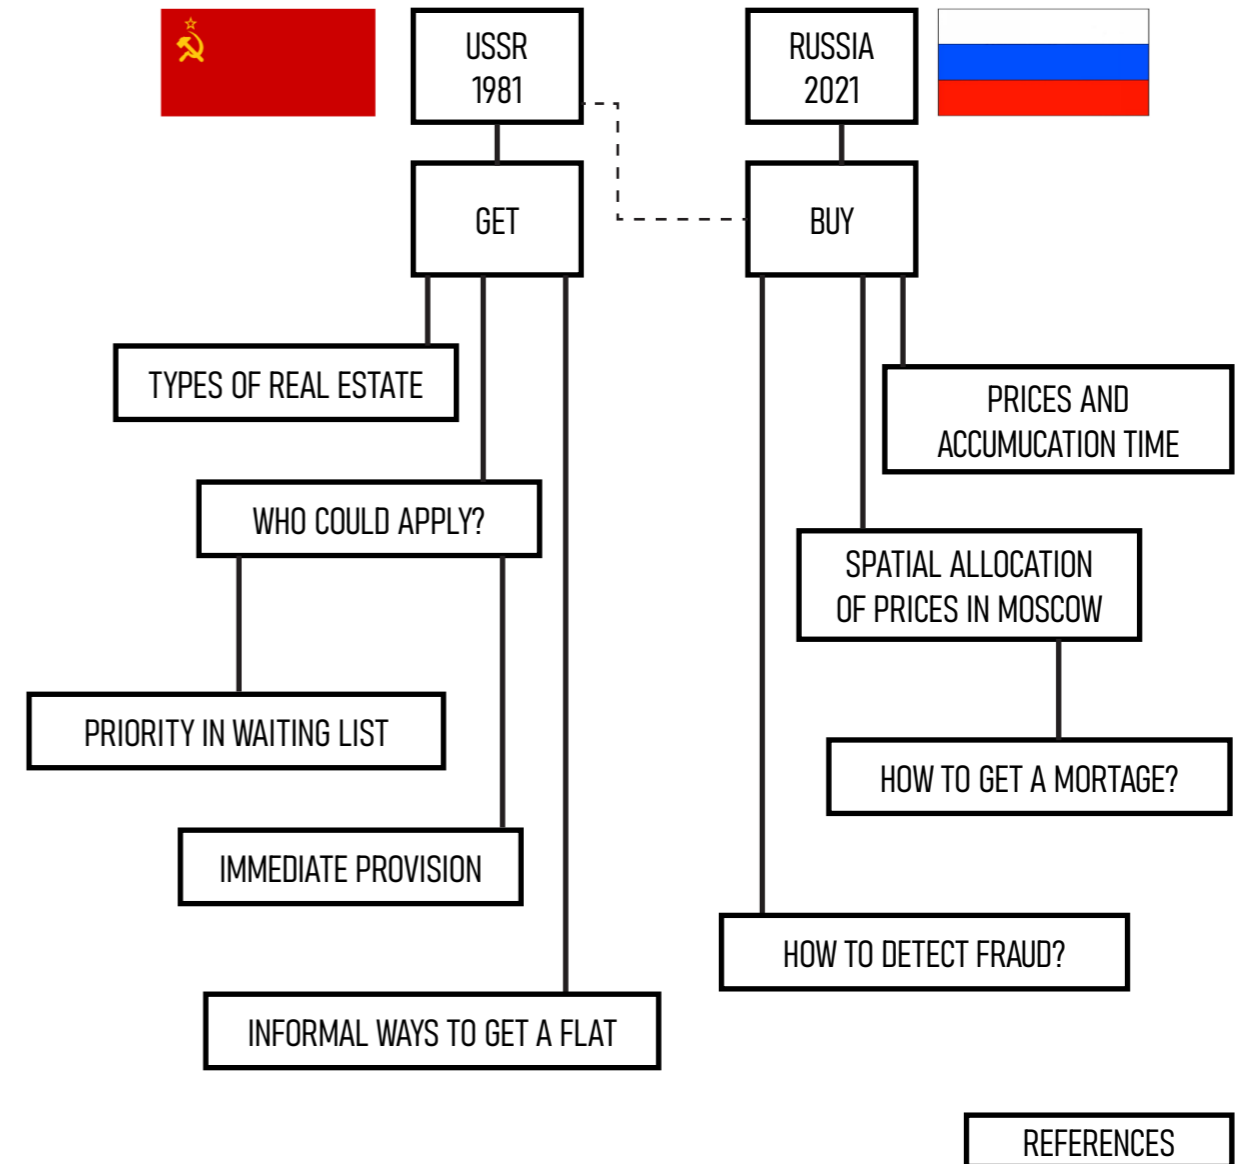 USSR
1981
RUSSIA
2021
GET
BUY
TYPES OF REAL ESTATE
PRICES AND
ACCUMUCATION TIME
WHO COULD APPLY?
SPATIAL ALLOCATION
OF PRICES IN MOSCOW
PRIORITY IN WAITING LIST
HOW TO GET A MORTAGE?
IMMEDIATE PROVISION
HOW TO DETECT FRAUD?
INFORMAL WAYS TO GET A FLAT
REFERENCES